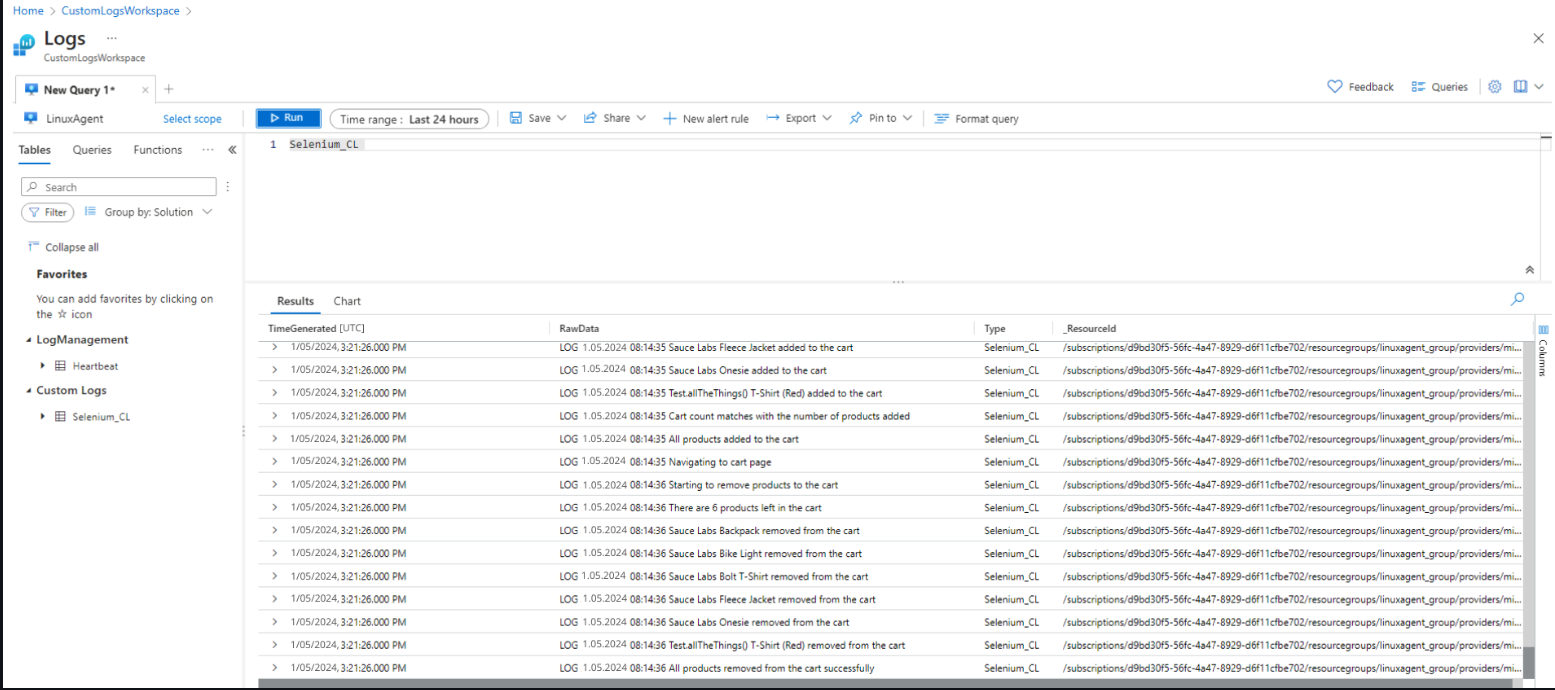 Home > CustomLogsWorkspace >
Logs ...
CustomLogsWorkspace
New Query 1*
Feedback Queries
LinuxAgent Select scope Run Time range : Last 24 hours Save Share New alert rule Export Pin to Format query
Tables Queries Functions ...
1 Selenium_CL
Search
Filter Group by: Solution
Collapse all
Favorites
You can add favorites by clicking on
the ☆ icon
LogManagement
Heartbeat
Custom Logs
Selenium_CL
Results Chart
Columns
TimeGenerated [UTC] RawData Type _ResourceId
1/05/2024, 3:21:26.000 PM LOG 1.05.2024 08:14:35 Sauce Labs Fleece Jacket added to the cart Selenium_CL /subscriptions/d9bd30f5-56fc-4a47-8929-d6f11cfbe702/resourcegroups/linuxagent_group/providers/mi...
1/05/2024, 3:21:26.000 PM LOG 1.05.2024 08:14:35 Sauce Labs Onesie added to the cart Selenium_CL /subscriptions/d9bd30f5-56fc-4a47-8929-d6f11cfbe702/resourcegroups/linuxagent_group/providers/mi...
1/05/2024, 3:21:26.000 PM LOG 1.05.2024 08:14:35 Test.allTheThings() T-Shirt (Red) added to the cart Selenium_CL /subscriptions/d9bd30f5-56fc-4a47-8929-d6f11cfbe702/resourcegroups/linuxagent_group/providers/mi...
1/05/2024, 3:21:26.000 PM LOG 1.05.2024 08:14:35 Cart count matches with the number of products added Selenium_CL /subscriptions/d9bd30f5-56fc-4a47-8929-d6f11cfbe702/resourcegroups/linuxagent_group/providers/mi...
1/05/2024, 3:21:26.000 PM LOG 1.05.2024 08:14:35 All products added to the cart Selenium_CL /subscriptions/d9bd30f5-56fc-4a47-8929-d6f11cfbe702/resourcegroups/linuxagent_group/providers/mi...
1/05/2024, 3:21:26.000 PM LOG 1.05.2024 08:14:35 Navigating to cart page Selenium_CL /subscriptions/d9bd30f5-56fc-4a47-8929-d6f11cfbe702/resourcegroups/linuxagent_group/providers/mi...
1/05/2024, 3:21:26.000 PM LOG 1.05.2024 08:14:36 Starting to remove products to the cart Selenium_CL /subscriptions/d9bd30f5-56fc-4a47-8929-d6f11cfbe702/resourcegroups/linuxagent_group/providers/mi...
1/05/2024, 3:21:26.000 PM LOG 1.05.2024 08:14:36 There are 6 products left in the cart Selenium_CL /subscriptions/d9bd30f5-56fc-4a47-8929-d6f11cfbe702/resourcegroups/linuxagent_group/providers/mi...
1/05/2024, 3:21:26.000 PM LOG 1.05.2024 08:14:36 Sauce Labs Backpack removed from the cart Selenium_CL /subscriptions/d9bd30f5-56fc-4a47-8929-d6f11cfbe702/resourcegroups/linuxagent_group/providers/mi...
1/05/2024, 3:21:26.000 PM LOG 1.05.2024 08:14:36 Sauce Labs Bike Light removed from the cart Selenium_CL /subscriptions/d9bd30f5-56fc-4a47-8929-d6f11cfbe702/resourcegroups/linuxagent_group/providers/mi...
1/05/2024, 3:21:26.000 PM LOG 1.05.2024 08:14:36 Sauce Labs Bolt T-Shirt removed from the cart Selenium_CL /subscriptions/d9bd30f5-56fc-4a47-8929-d6f11cfbe702/resourcegroups/linuxagent_group/providers/mi...
1/05/2024, 3:21:26.000 PM LOG 1.05.2024 08:14:36 Sauce Labs Fleece Jacket removed from the cart Selenium_CL /subscriptions/d9bd30f5-56fc-4a47-8929-d6f11cfbe702/resourcegroups/linuxagent_group/providers/mi...
1/05/2024, 3:21:26.000 PM LOG 1.05.2024 08:14:36 Sauce Labs Onesie removed from the cart Selenium_CL /subscriptions/d9bd30f5-56fc-4a47-8929-d6f11cfbe702/resourcegroups/linuxagent_group/providers/mi...
1/05/2024, 3:21:26.000 PM LOG 1.05.2024 08:14:36 Test.allTheThings() T-Shirt (Red) removed from the cart Selenium_CL /subscriptions/d9bd30f5-56fc-4a47-8929-d6f11cfbe702/resourcegroups/linuxagent_group/providers/mi...
1/05/2024, 3:21:26.000 PM LOG 1.05.2024 08:14:36 All products removed from the cart successfully Selenium_CL /subscriptions/d9bd30f5-56fc-4a47-8929-d6f11cfbe702/resourcegroups/linuxagent_group/providers/mi...